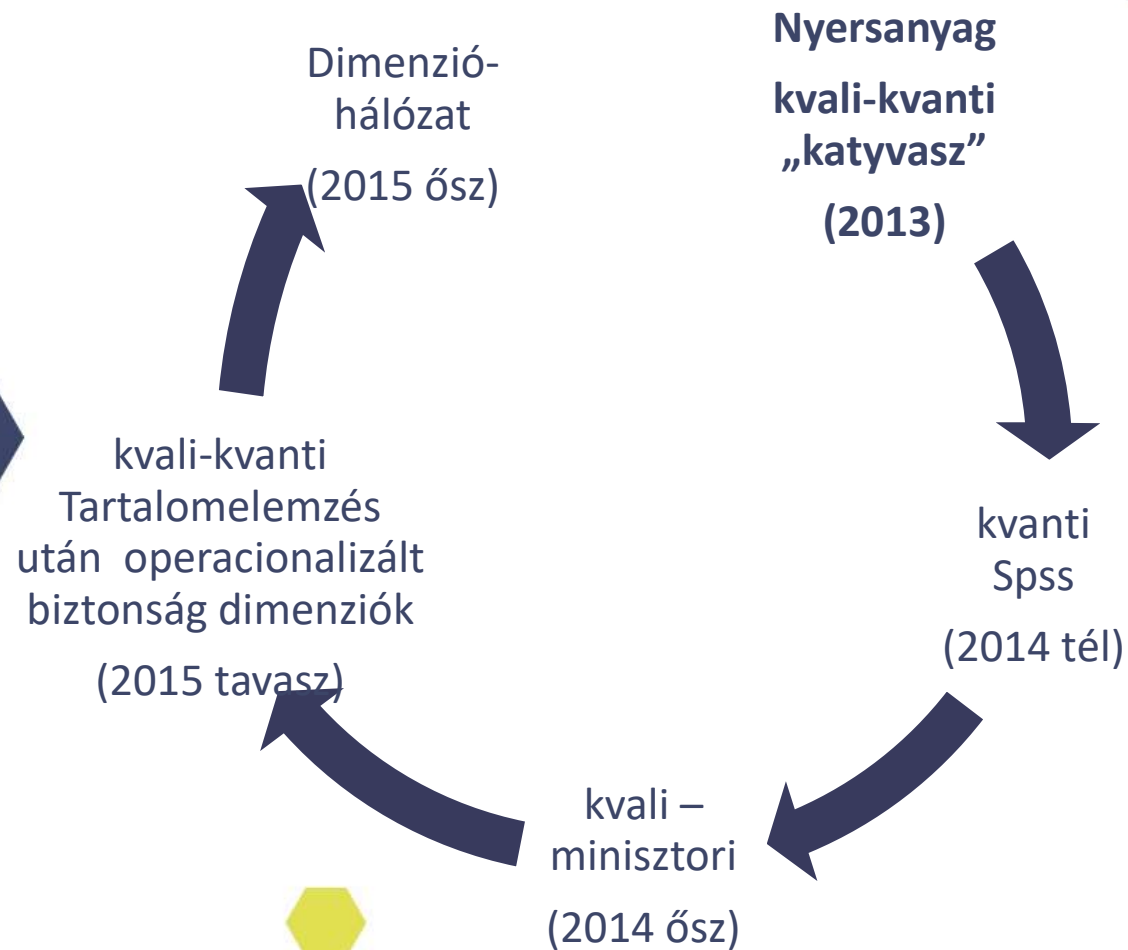 Nyersanyag
kvali-kvanti
„katyvasz”
(2013)
kvanti
Spss
(2014 tél)
kvali –
minisztori
(2014 ősz)
kvali-kvanti
Tartalomelemzés
után operacionalizált
biztonság dimenziók
(2015 tavasz)
Dimenzió-
hálózat
(2015 ősz)